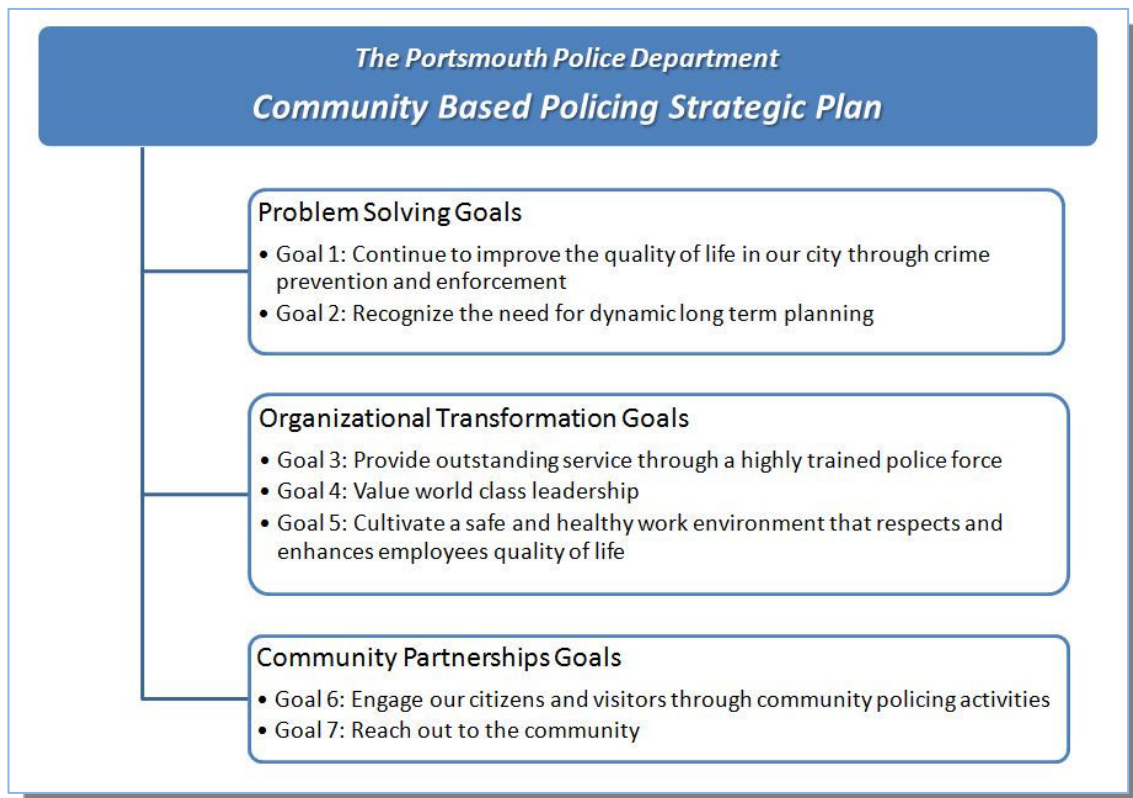 The Portsmouth Police Department
Community Based Policing Strategic Plan
Problem Solving Goals
• Goal 1: Continue to improve the quality of life in our city through crime
prevention and enforcement
• Goal 2: Recognize the need for dynamic long term planning
Organizational Transformation Goals
• Goal 3: Provide outstanding service through a highly trained police force
• Goal 4: Value world class leadership
• Goal 5: Cultivate a safe and healthy work environment that respects and
enhances employees quality of life
Community Partnerships Goals
• Goal 6: Engage our citizens and visitors through community policing activities
• Goal 7: Reach out to the community